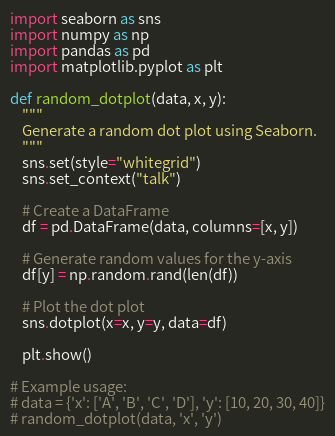 import seaborn as sns
import numpy as np
import pandas as pd
import matplotlib.pyplot as plt

def random_dotplot(data, x, y):
    """
    Generate a random dot plot using Seaborn.
    """
    sns.set(style="whitegrid")
    sns.set_context("talk")

    # Create a DataFrame
    df = pd.DataFrame(data, columns=[x, y])

    # Generate random values for the y-axis
    df[y] = np.random.rand(len(df))

    # Plot the dot plot
    sns.dotplot(x=x, y=y, data=df)

    plt.show()

# Example usage:
# data = {'x': ['A', 'B', 'C', 'D'], 'y': [10, 20, 30, 40]}
# random_dotplot(data, 'x', 'y')